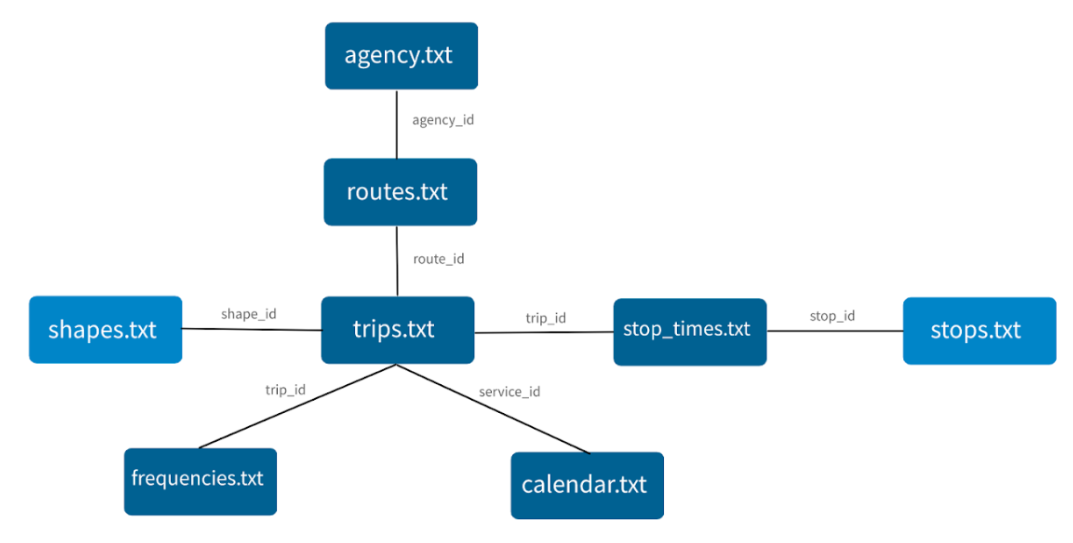 agency.txt
agency_id
routes.txt
route_id
shapes.txt
shape_id
trips.txt
trip_id
stop_times.txt
stop_id
stops.txt
trip_id
service_id
frequencies.txt
calendar.txt